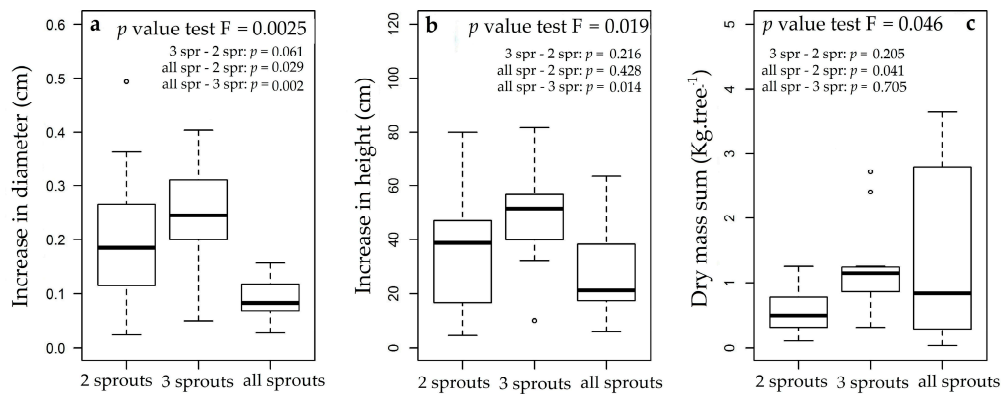 a
p value test F = 0.0025
3 spr - 2 spr: p = 0.061
all spr - 2 spr: p = 0.029
all spr - 3 spr: p = 0.002
Increase in diameter (cm)
0.6
0.5
0.4
0.3
0.2
0.1
0.0
2 sprouts 3 sprouts all sprouts
b
p value test F = 0.019
3 spr - 2 spr: p = 0.216
all spr - 2 spr: p = 0.428
all spr - 3 spr: p = 0.014
Increase in height (cm)
120
100
80
60
40
20
0
2 sprouts 3 sprouts all sprouts
p value test F = 0.046
c
3 spr - 2 spr: p = 0.205
all spr - 2 spr: p = 0.041
all spr - 3 spr: p = 0.705
Dry mass sum (Kg.tree-1)
5
4
3
2
1
0
2 sprouts 3 sprouts all sprouts